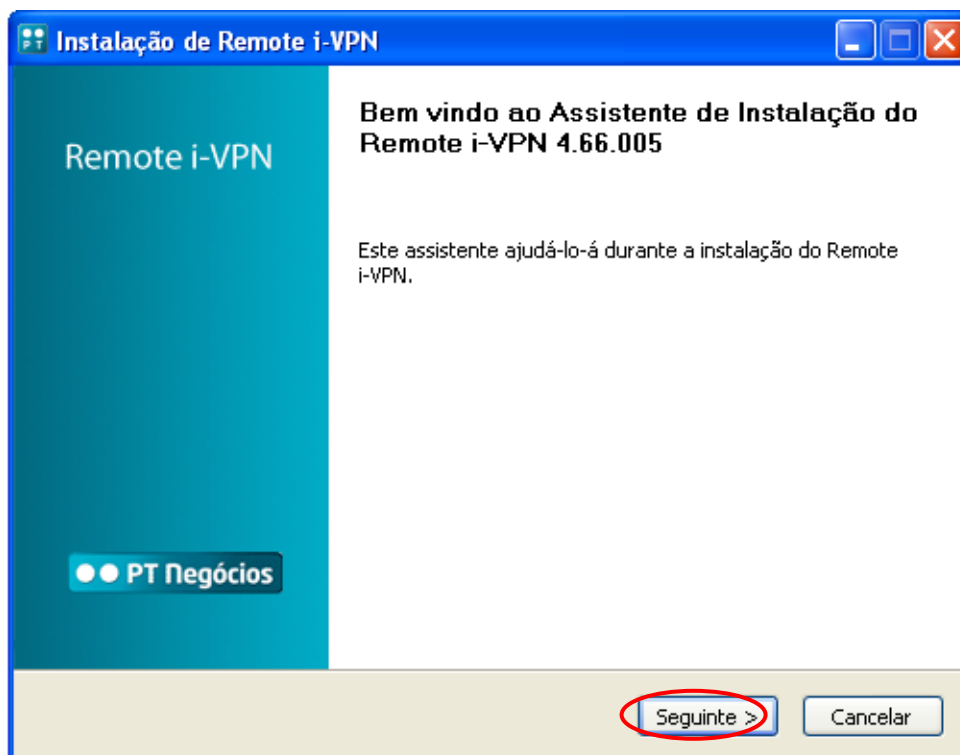 PT Instalação de Remote i-VPN
Remote i-VPN
Bem vindo ao Assistente de Instalação do
Remote i-VPN 4.66.005
Este assistente ajudá-lo-á durante a instalação do Remote
i-VPN.
PT Negócios
Seguinte >
Cancelar